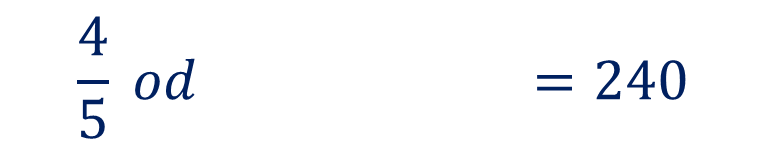 4/5 od = 240